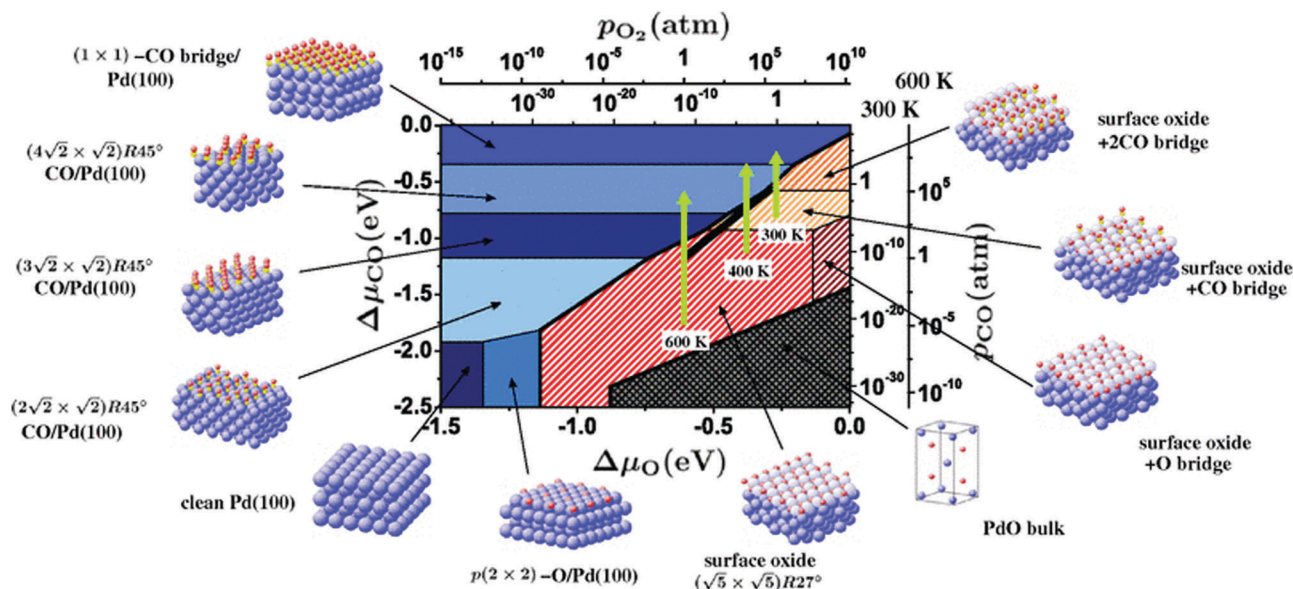 p_{O_2}(atm)
10^{-15} 10^{-10} 10^{-5} 1 10^{5} 10^{10}
600 K
10^{-30} 10^{-20} 10^{-10} 1
300 K
(1 × 1) –CO bridge/
Pd(100)
(4√2 × √2)R45°
CO/Pd(100)
(3√2 × √2)R45°
CO/Pd(100)
(2√2 × √2)R45°
CO/Pd(100)
clean Pd(100)
p(2 × 2) –O/Pd(100)
surface oxide
(√5 × √5)R27°
PdO bulk
surface oxide
+O bridge
surface oxide
+CO bridge
surface oxide
+2CO bridge
Δμ_{CO}(eV)
0.0
-0.5
-1.0
-1.5
-2.0
-2.5
-1.5 -1.0 -0.5 0.0
Δμ_O(eV)
300 K
400 K
600 K
1
10^{-10}
10^{-20}
10^{-30}
10^{5}
1
10^{-5}
10^{-10}
p_{CO}(atm)